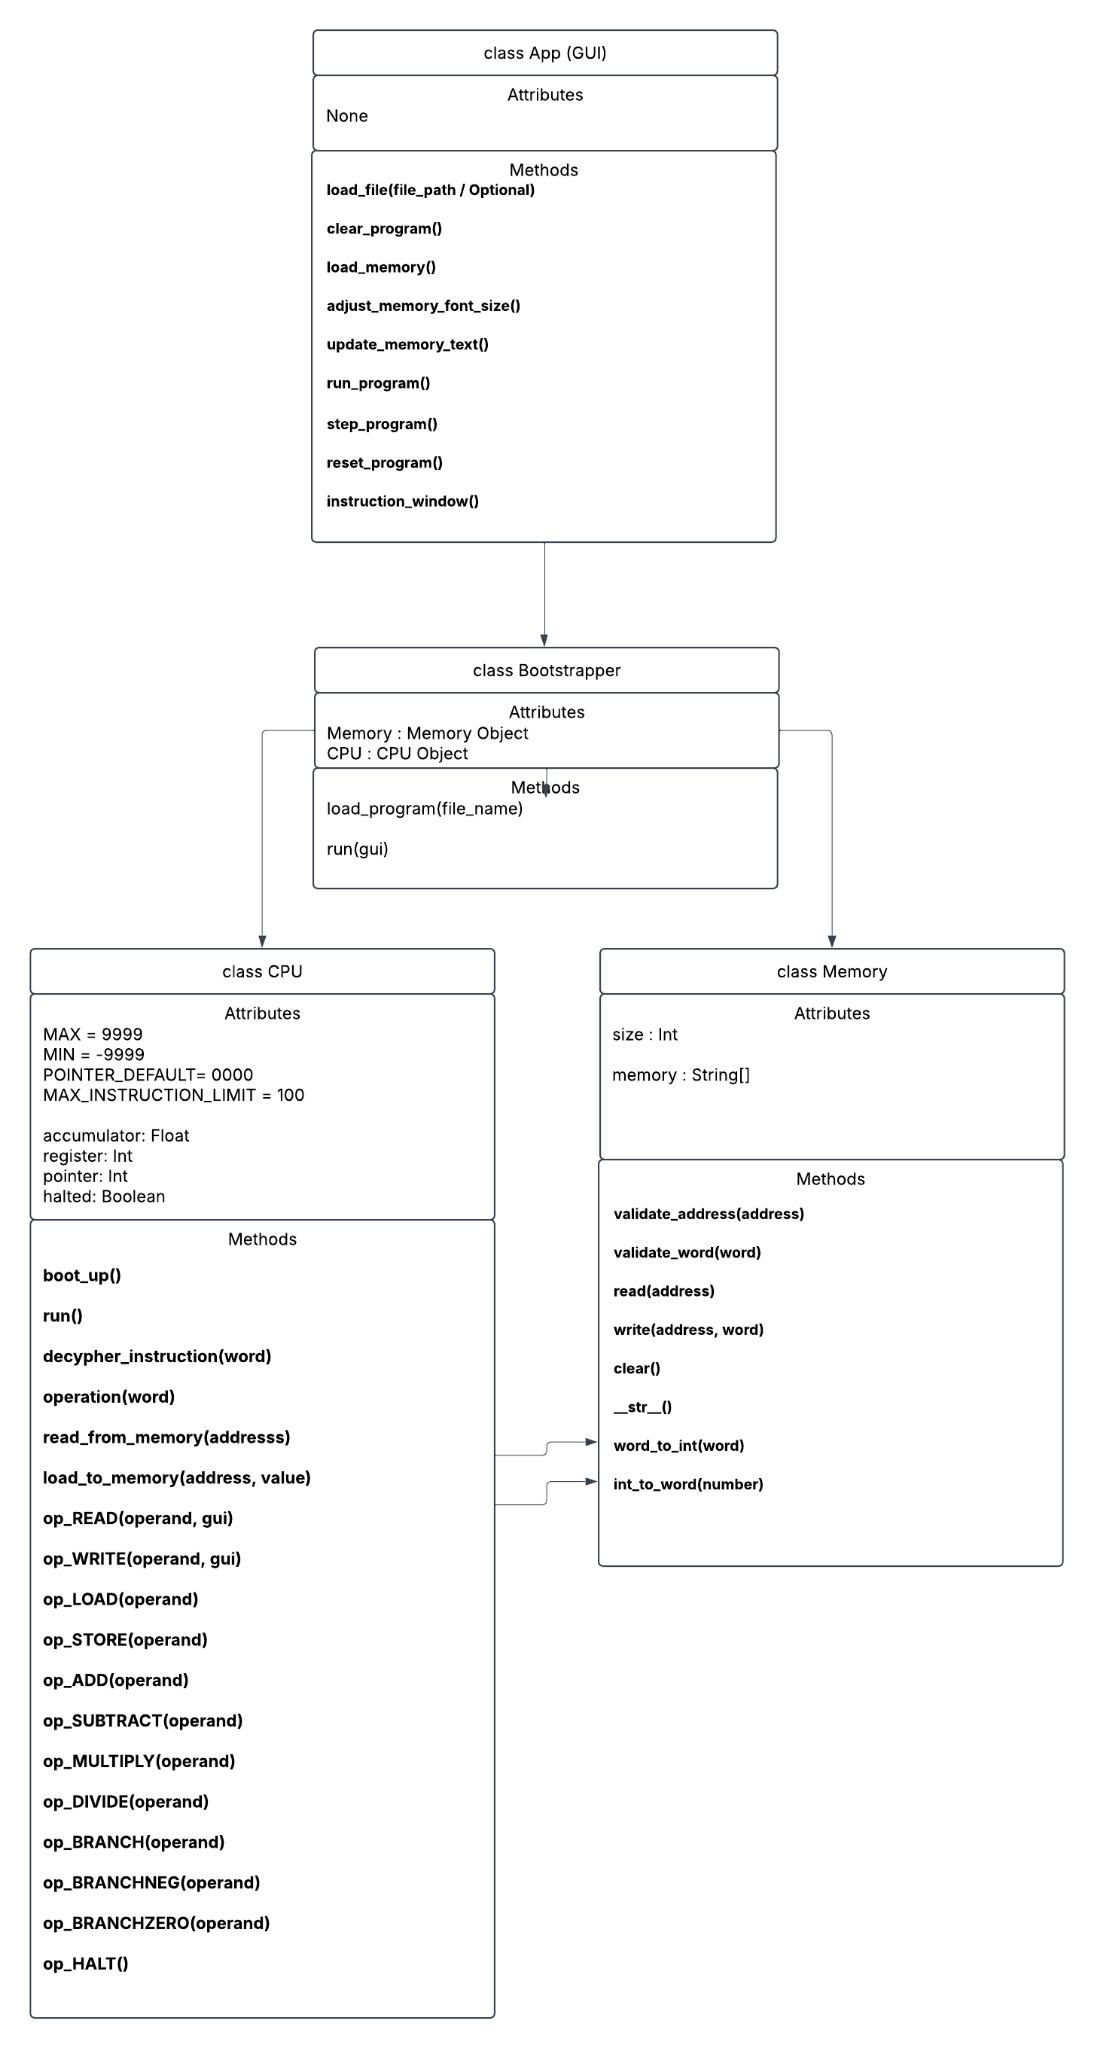 class App (GUI)
Attributes
None
Methods
load_file(file_path / Optional)
clear_program()
load_memory()
adjust_memory_font_size()
update_memory_text()
run_program()
step_program()
reset_program()
instruction_window()
class Bootstrapper
Attributes
Memory : Memory Object
CPU : CPU Object
Methods
load_program(file_name)
run(gui)
class CPU
Attributes
MAX = 9999
MIN = -9999
POINTER_DEFAULT= 0000
MAX_INSTRUCTION_LIMIT = 100
accumulator: Float
register: Int
pointer: Int
halted: Boolean
Methods
boot_up()
run()
decypher_instruction(word)
operation(word)
read_from_memory(addresss)
load_to_memory(address, value)
op_READ(operand, gui)
op_WRITE(operand, gui)
op_LOAD(operand)
op_STORE(operand)
op_ADD(operand)
op_SUBTRACT(operand)
op_MULTIPLY(operand)
op_DIVIDE(operand)
op_BRANCH(operand)
op_BRANCHNEG(operand)
op_BRANCHZERO(operand)
op_HALT()
class Memory
Attributes
size : Int
memory : String[]
Methods
validate_address(address)
validate_word(word)
read(address)
write(address, word)
clear()
__str__()
word_to_int(word)
int_to_word(number)